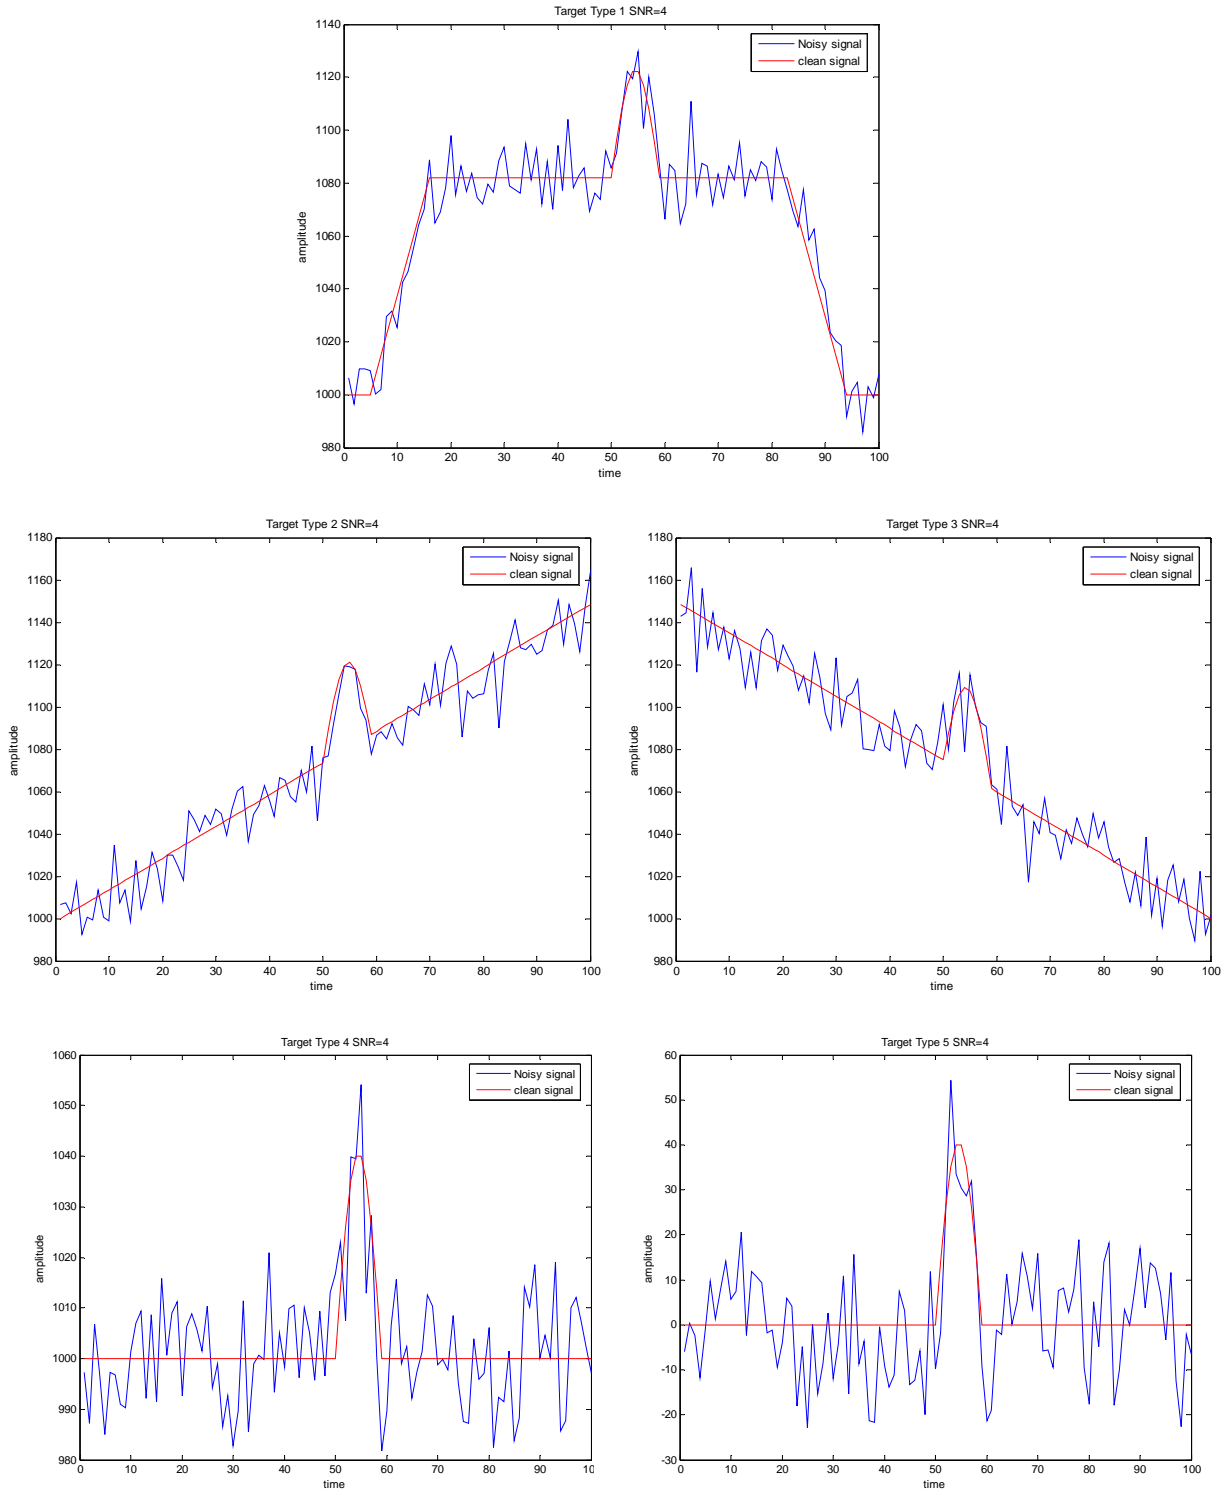 Target Type 1 SNR=4
Noisy signal
clean signal
1140
1120
1100
1080
1060
1040
1020
1000
980
amplitude
0 10 20 30 40 50 60 70 80 90 100
time
Target Type 2 SNR=4
Noisy signal
clean signal
1180
1160
1140
1120
1100
1080
1060
1040
1020
1000
980
amplitude
0 10 20 30 40 50 60 70 80 90 100
time
Target Type 3 SNR=4
Noisy signal
clean signal
1180
1160
1140
1120
1100
1080
1060
1040
1020
1000
980
amplitude
0 10 20 30 40 50 60 70 80 90 100
time
Target Type 4 SNR=4
Noisy signal
clean signal
1060
1050
1040
1030
1020
1010
1000
990
980
amplitude
0 10 20 30 40 50 60 70 80 90 10
time
Target Type 5 SNR=4
Noisy signal
clean signal
60
50
40
30
20
10
0
-10
-20
-30
amplitude
0 10 20 30 40 50 60 70 80 90 100
time